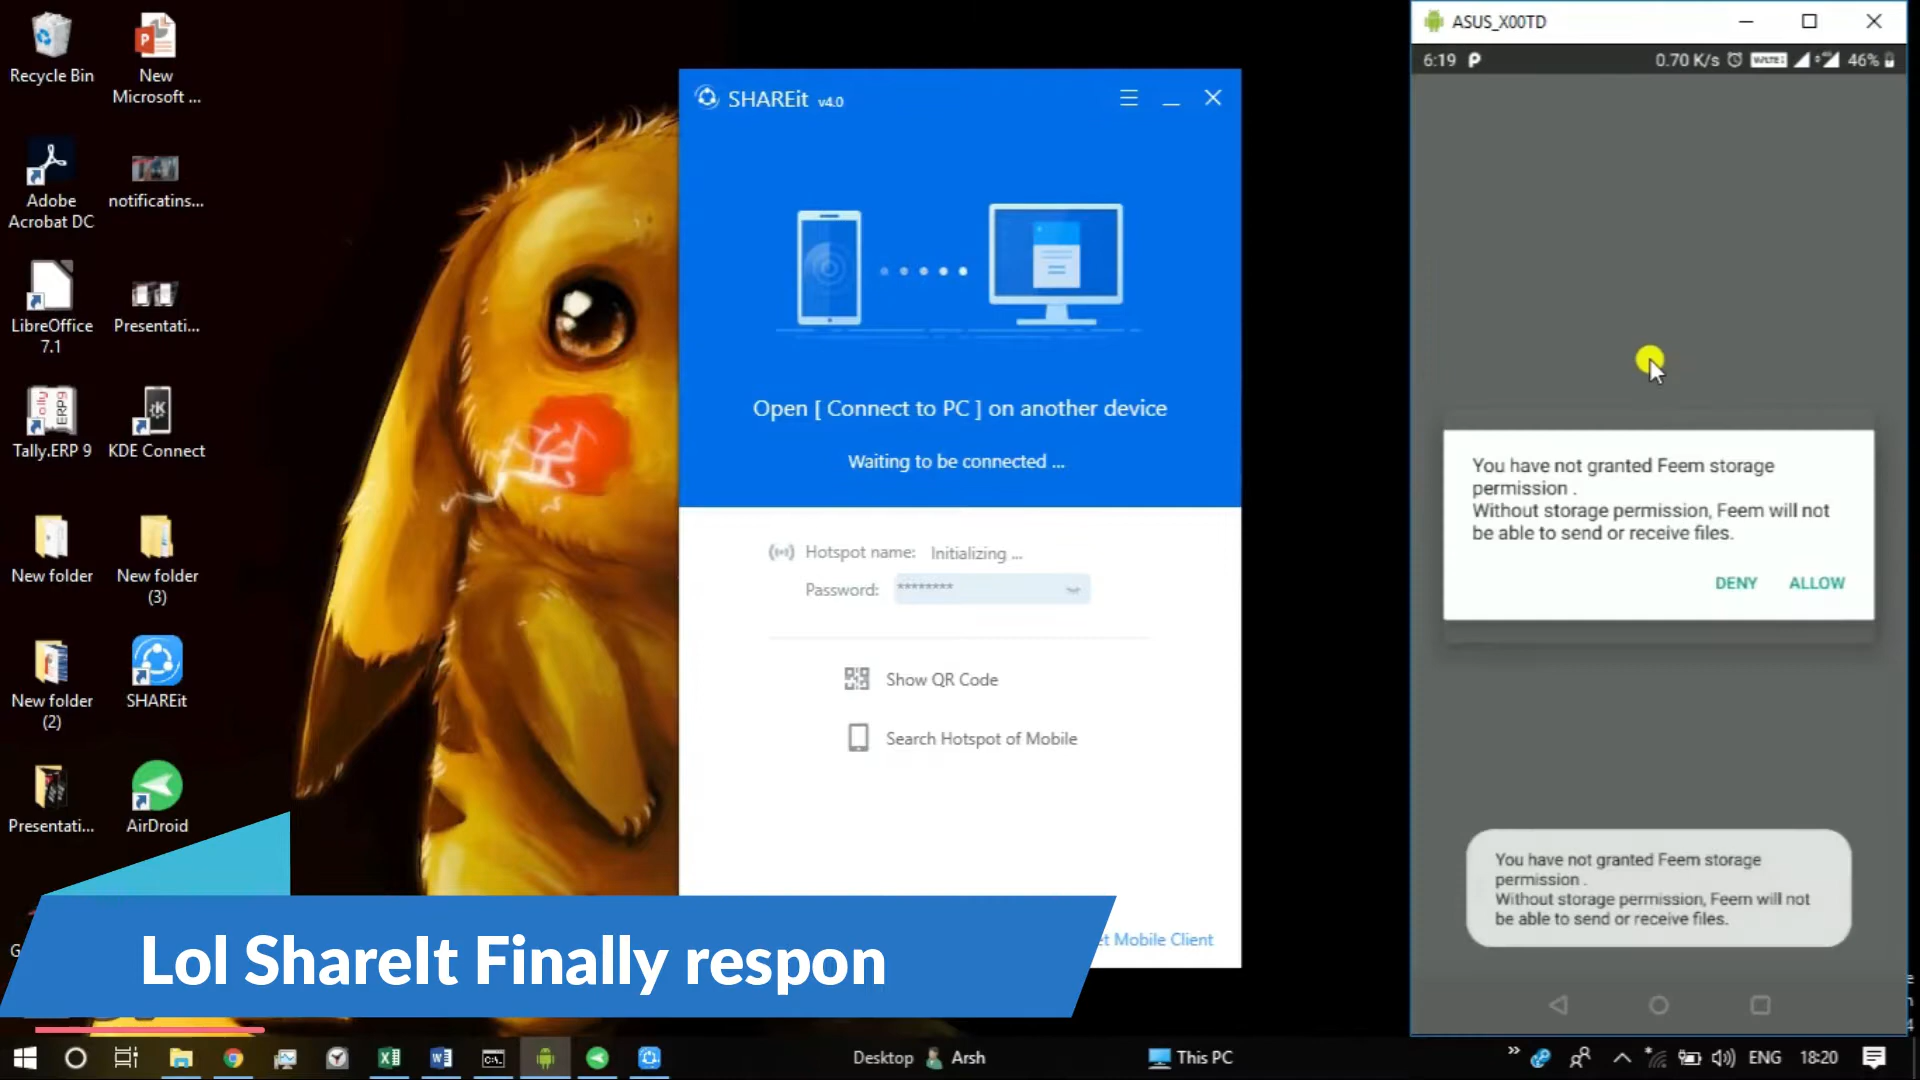 Recycle Bin
New
Microsoft ...
Adobe
Acrobat DC
notificatins...
LibreOffice
7.1
Presentati...
Tally.ERP 9
KDE Connect
New folder
New folder
(3)
New folder
(2)
SHAREit
Presentati...
AirDroid
SHAREit v4.0
Open [ Connect to PC ] on another device
Waiting to be connected ...
Hotspot name: Initializing ...
Password: ********
Show QR Code
Search Hotspot of Mobile
et Mobile Client
Lol ShareIt Finally respon
ASUS_X00TD
6:19
0.70 K/s
46%
You have not granted Feem storage
permission .
Without storage permission, Feem will not
be able to send or receive files.
DENY
ALLOW
You have not granted Feem storage
permission .
Without storage permission, Feem will not
be able to send or receive files.
Desktop
Arsh
This PC
ENG
18:20